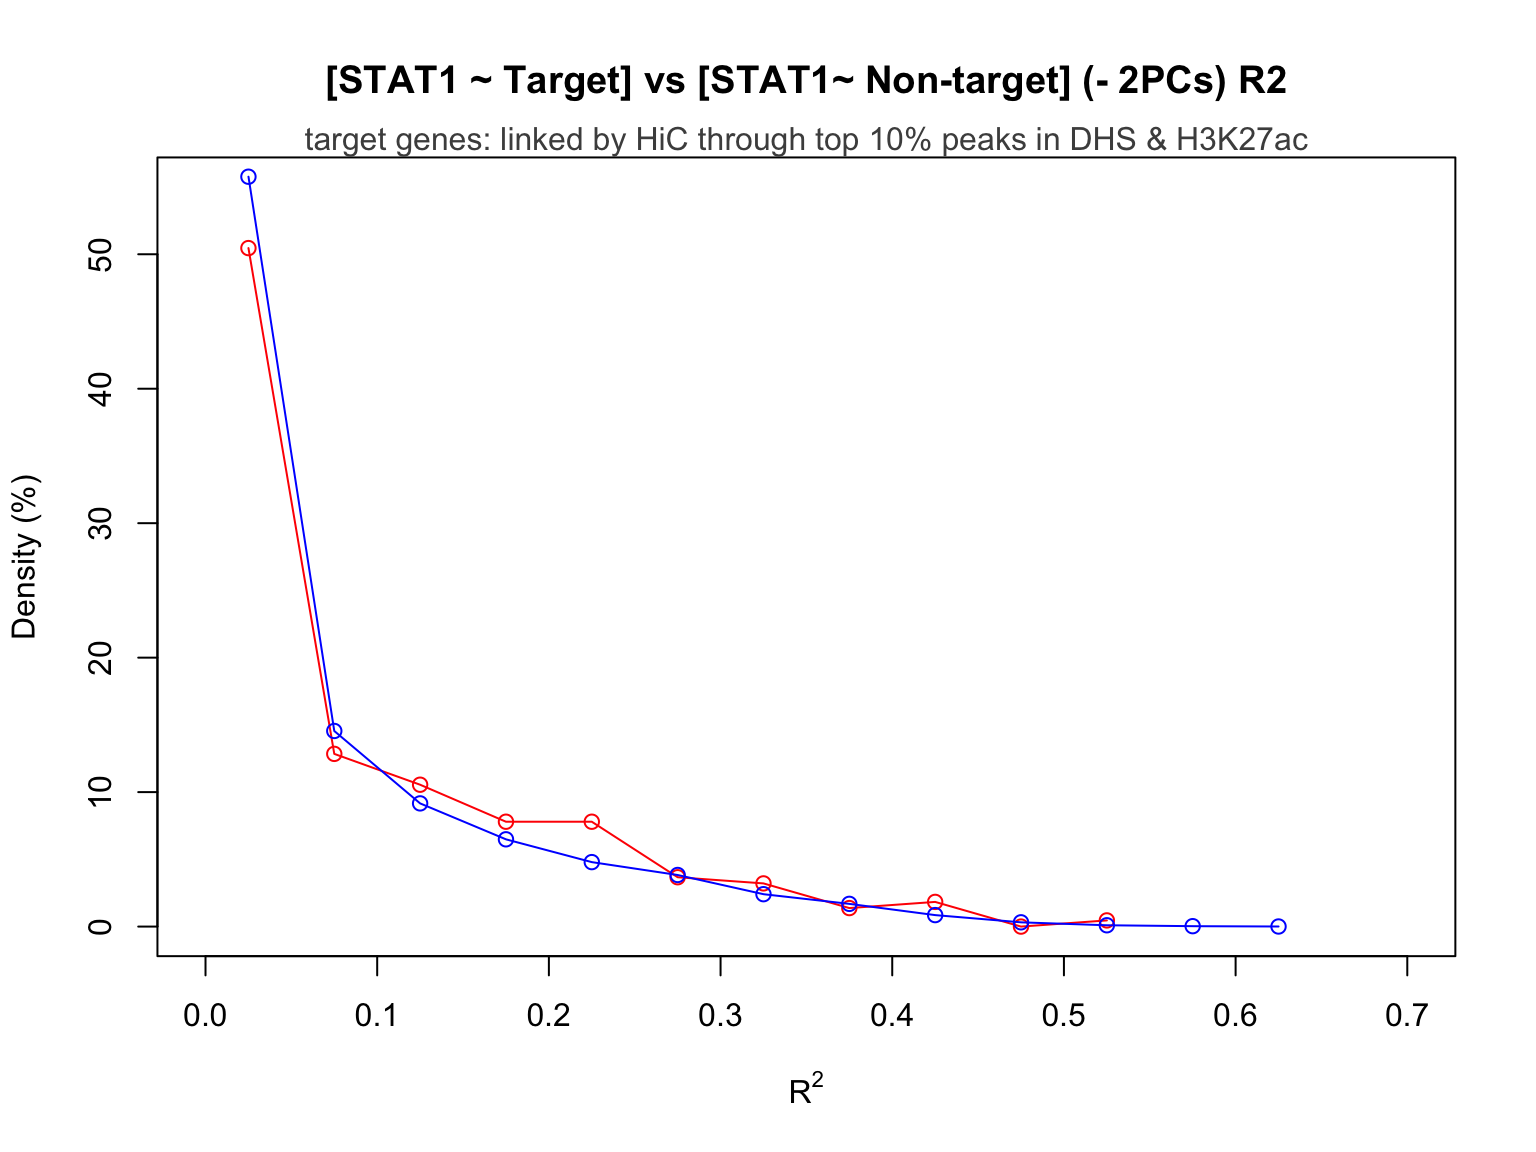 [STAT1 ~ Target] vs [STAT1~ Non-target] (- 2PCs) R2
target genes: linked by HiC through top 10% peaks in DHS & H3K27ac
Density (%)
50
40
30
20
10
0
0.0 0.1 0.2 0.3 0.4 0.5 0.6 0.7
R²